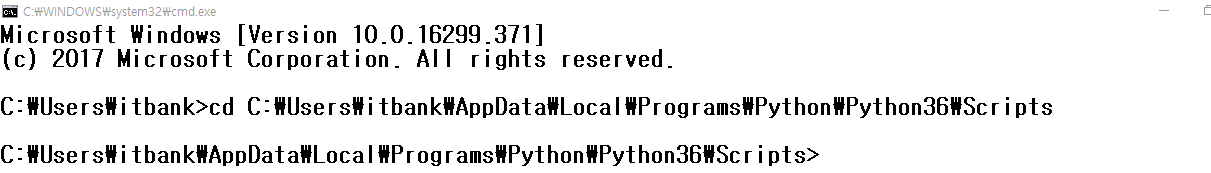 C:₩WINDOWS₩system32₩cmd.exe
Microsoft Windows [Version 10.0.16299.371]
(c) 2017 Microsoft Corporation. All rights reserved.
C:₩Users₩itbank>cd C:₩Users₩itbank₩AppData₩Local₩Programs₩Python₩Python36₩Scripts
C:₩Users₩itbank₩AppData₩Local₩Programs₩Python₩Python36₩Scripts>